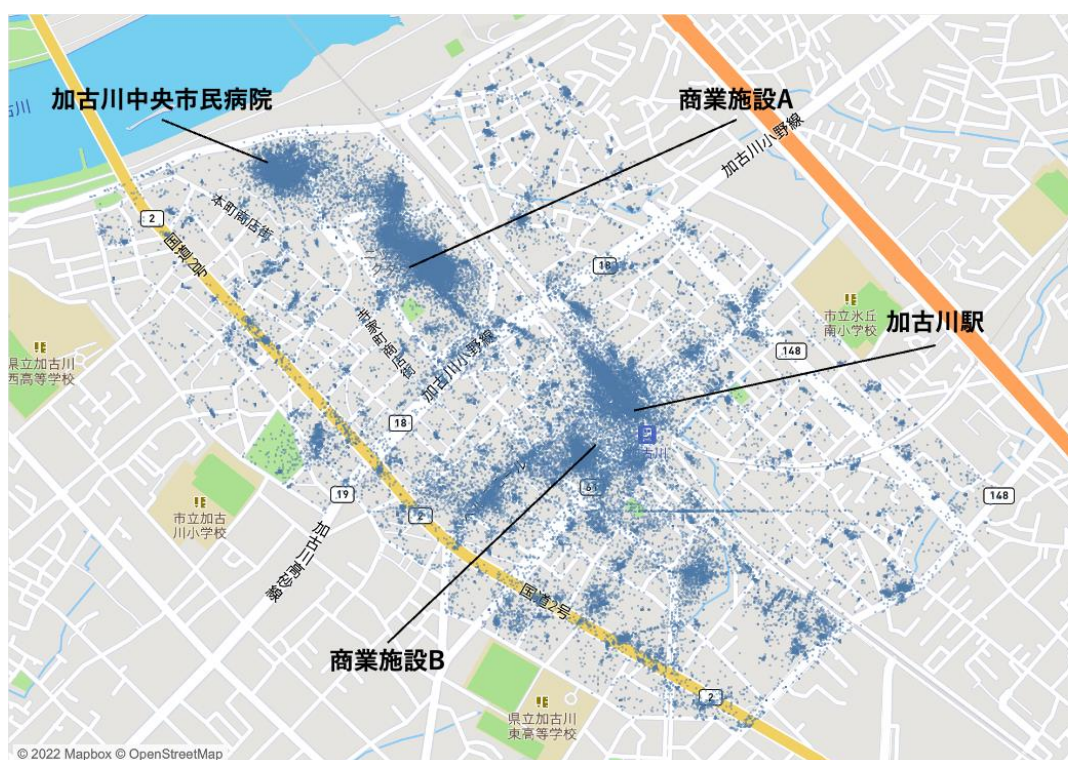 加古川中央市民病院
商業施設A
加古川小野線
本町商店街
2
国道2号
18
市立氷丘
南小学校
加古川駅
寺家町商店街
加古川小野線
県立加古川
西高等学校
148
18
6
19
2
148
市立加古
川小学校
加古川高砂線
国道2号
商業施設B
2
県立加古川
東高等学校
© 2022 Mapbox © OpenStreetMap